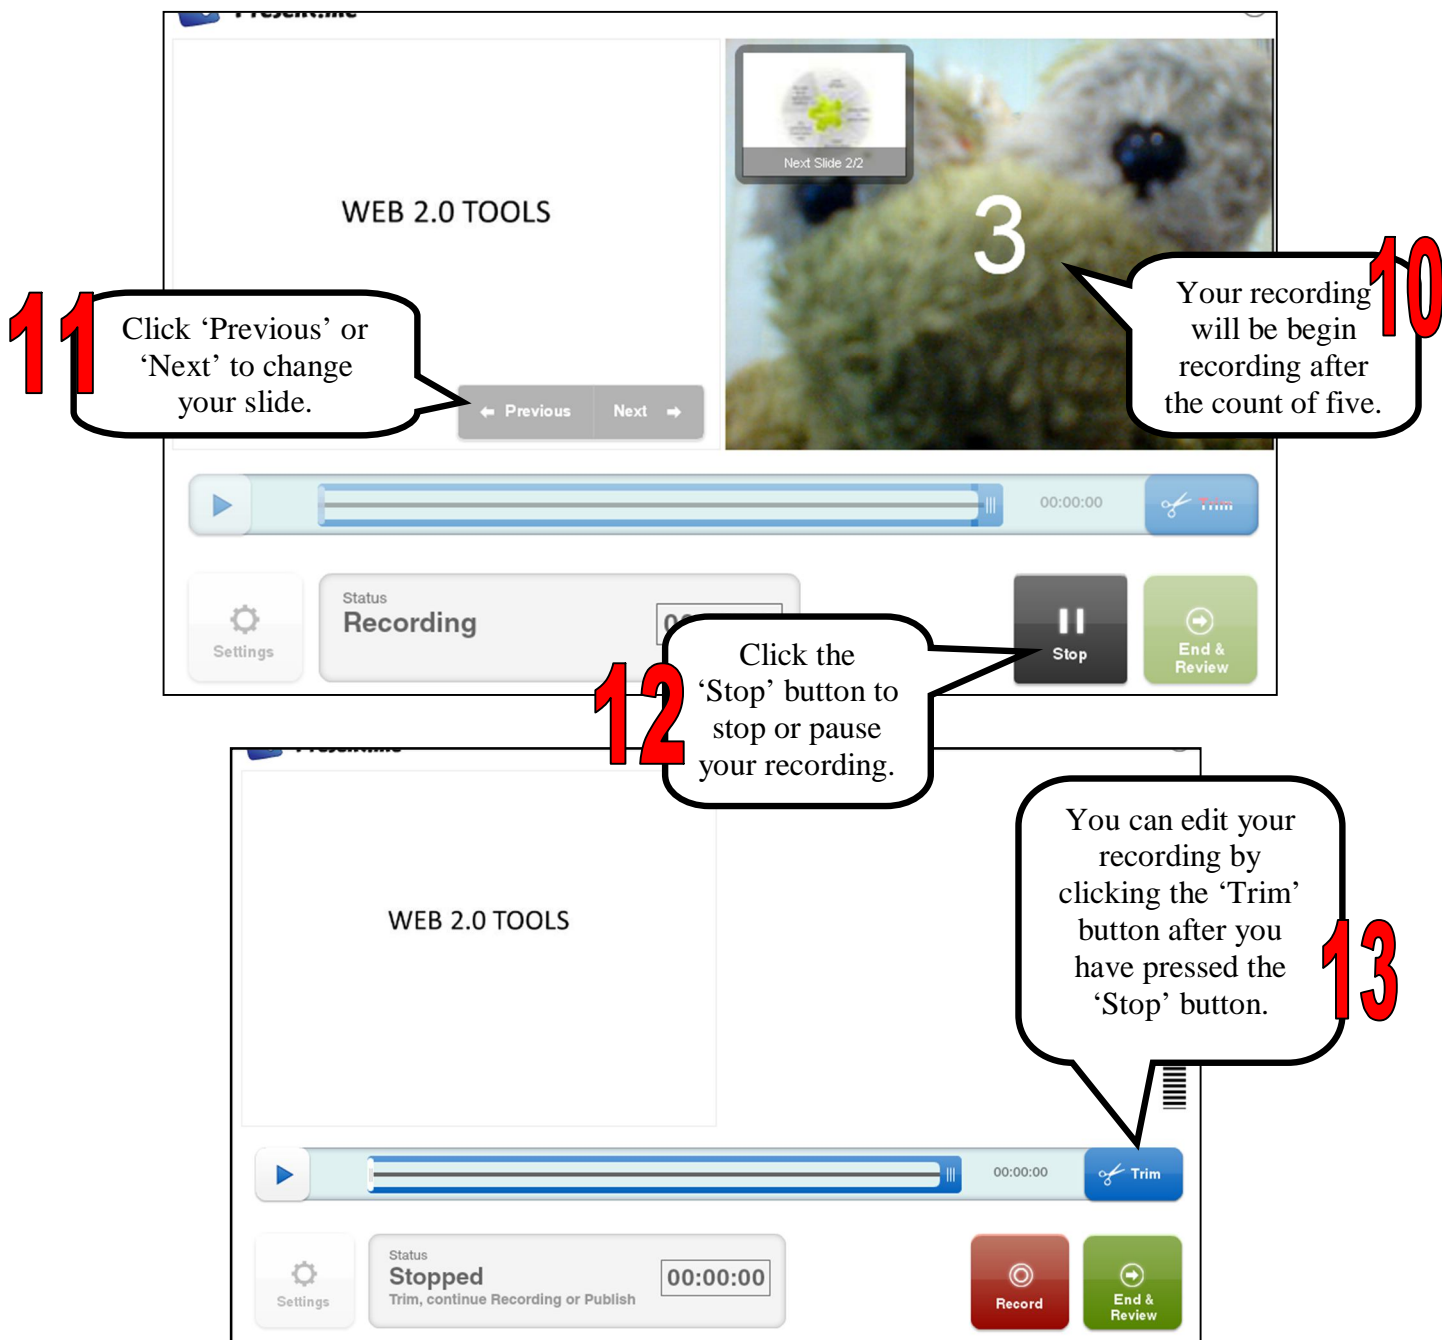 Present.me
Next Slide 2/2
WEB 2.0 TOOLS
3
10
Your recording
will be begin
recording after
the count of five.
11
Click ‘Previous’ or
‘Next’ to change
your slide.
Previous Next
00:00:00
Trim
Settings
Status
Recording
Stop
End &
Review
12
Click the
‘Stop’ button to
stop or pause
your recording.
WEB 2.0 TOOLS
13
You can edit your
recording by
clicking the ‘Trim’
button after you
have pressed the
‘Stop’ button.
00:00:00
Trim
Settings
Status
Stopped
Trim, continue Recording or Publish
00:00:00
Record
End &
Review